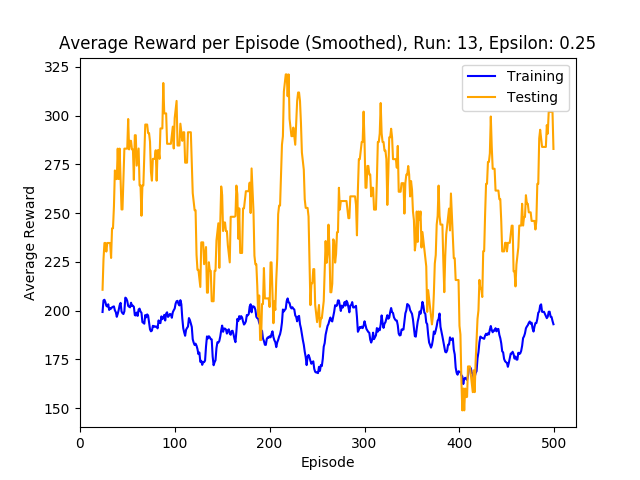 Average Reward per Episode (Smoothed), Run: 13, Epsilon: 0.25
Training
Testing
325
300
275
250
225
200
175
150
Average Reward
0 100 200 300 400 500
Episode